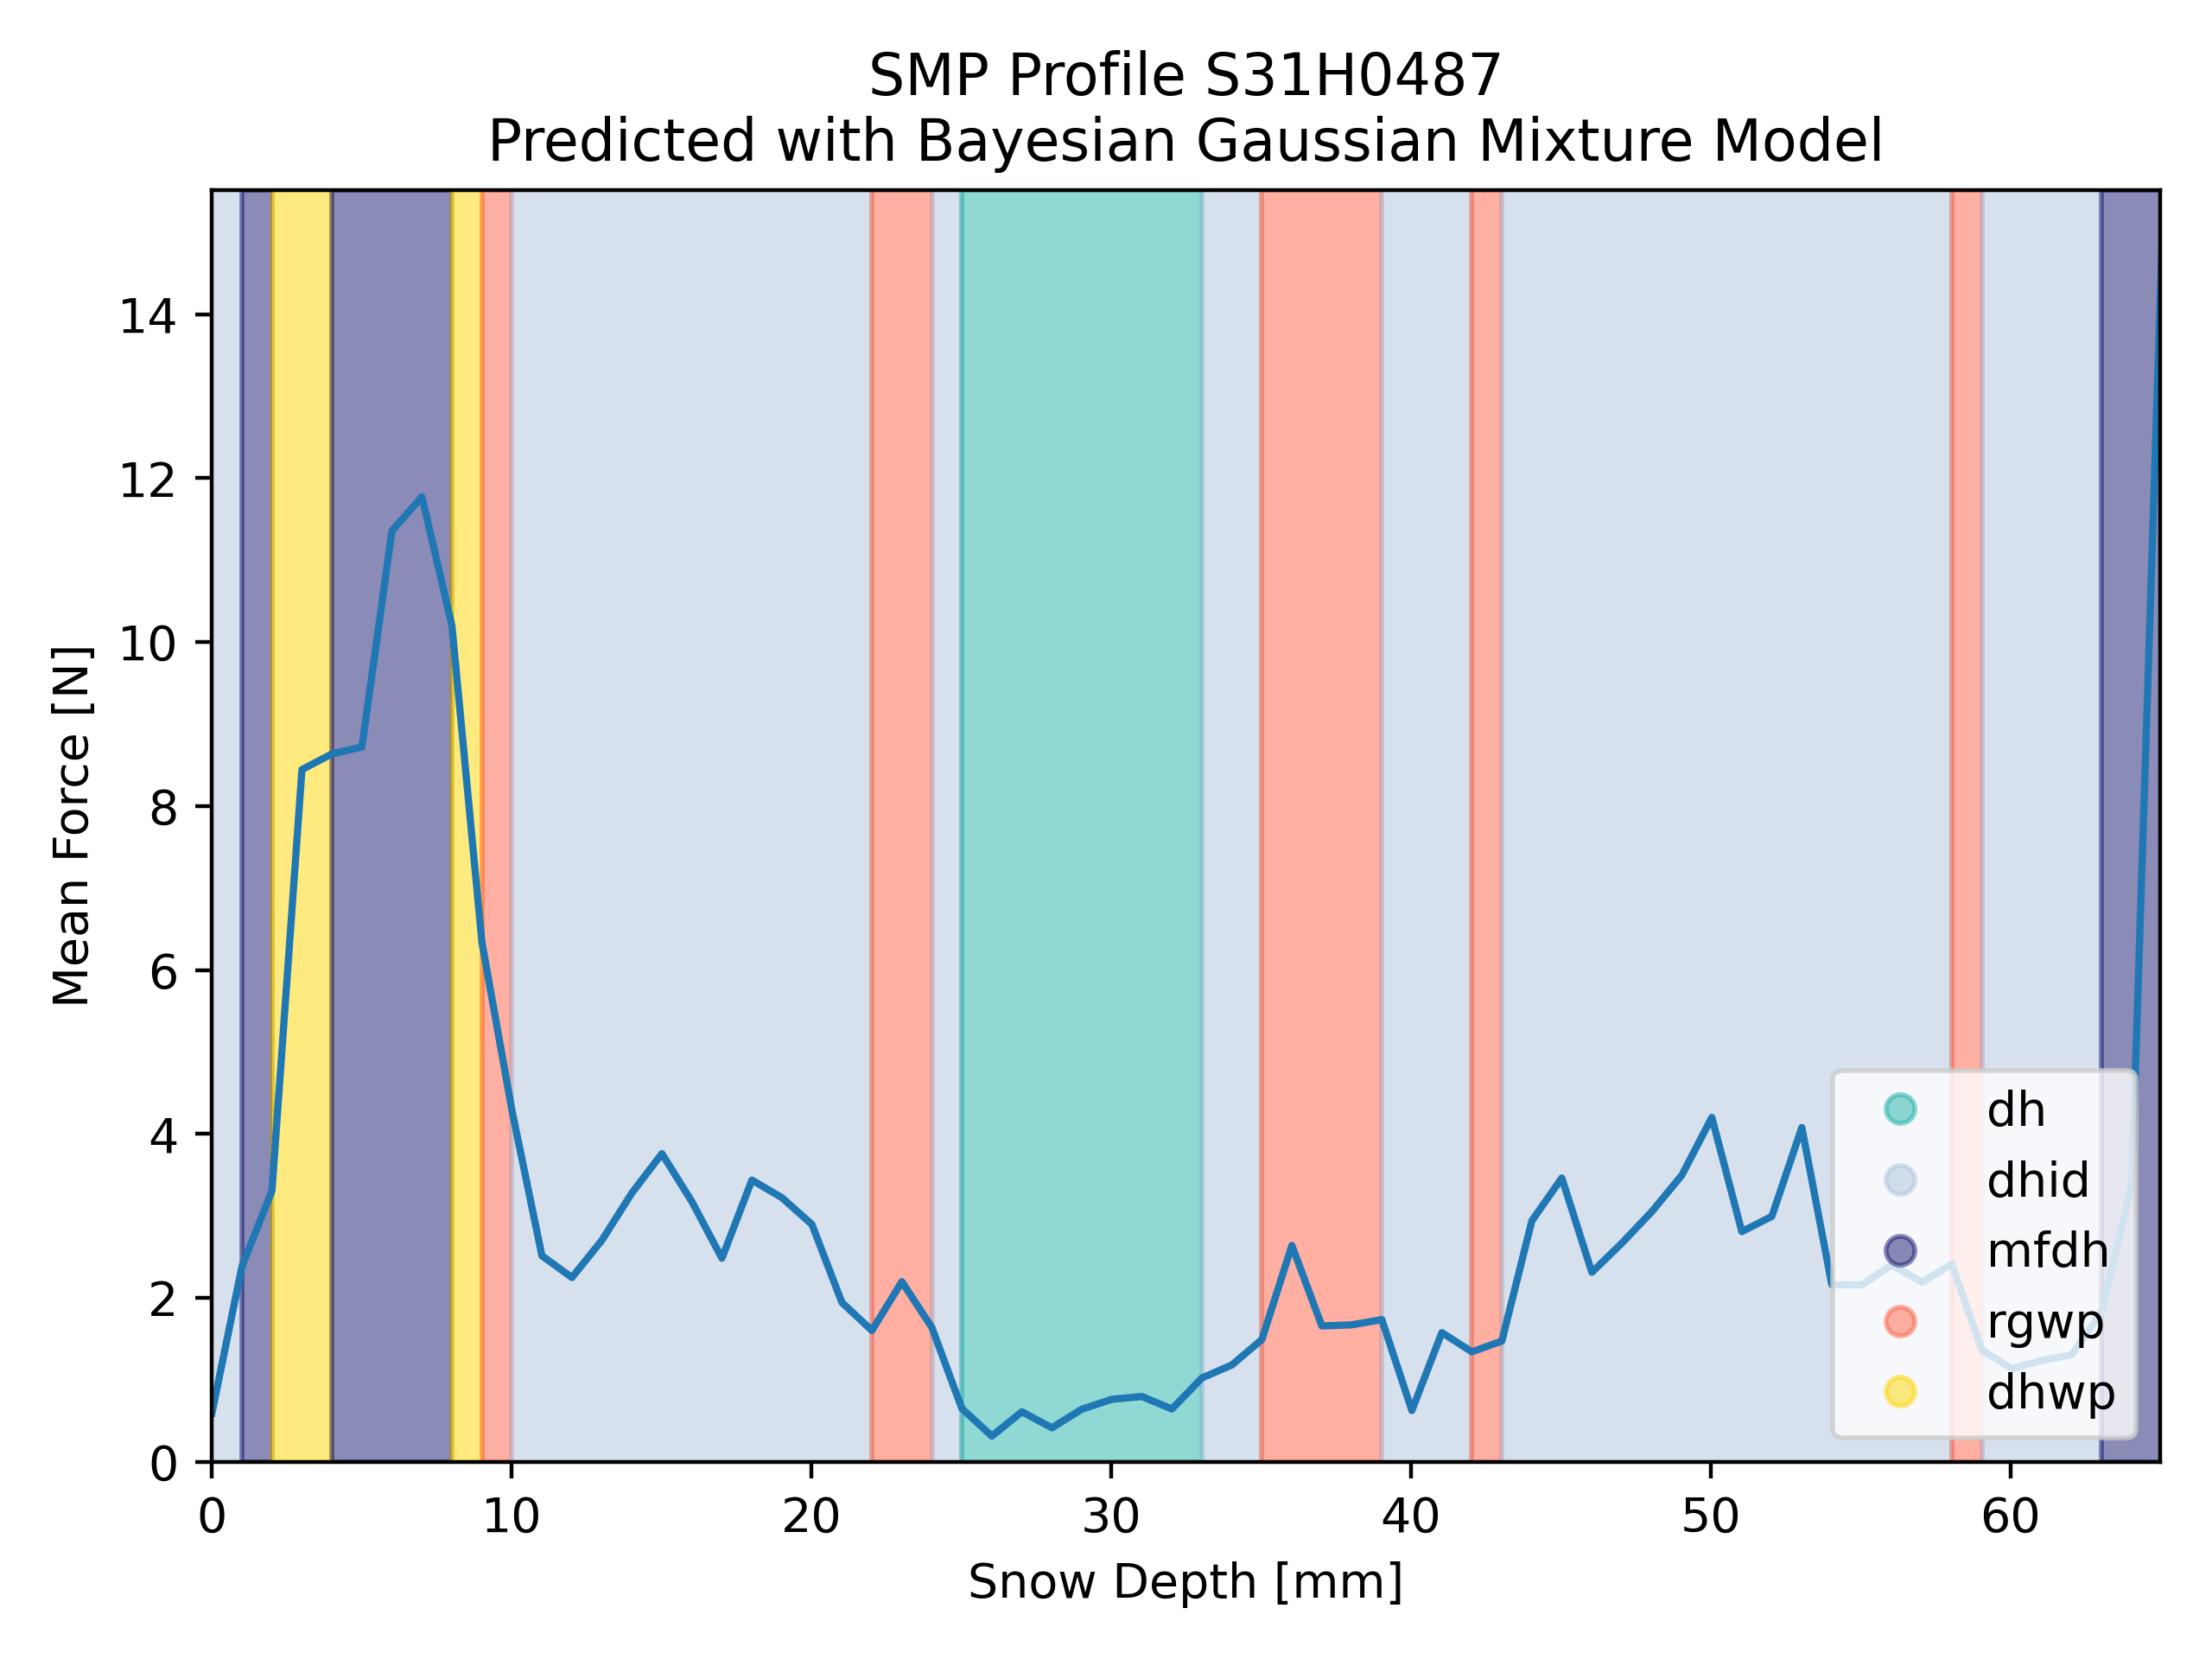 SMP Profile S31H0487
Predicted with Bayesian Gaussian Mixture Model
14
12
10
8
6
4
2
0
Mean Force [N]
dh
dhid
mfdh
rgwp
dhwp
0 10 20 30 40 50 60
Snow Depth [mm]